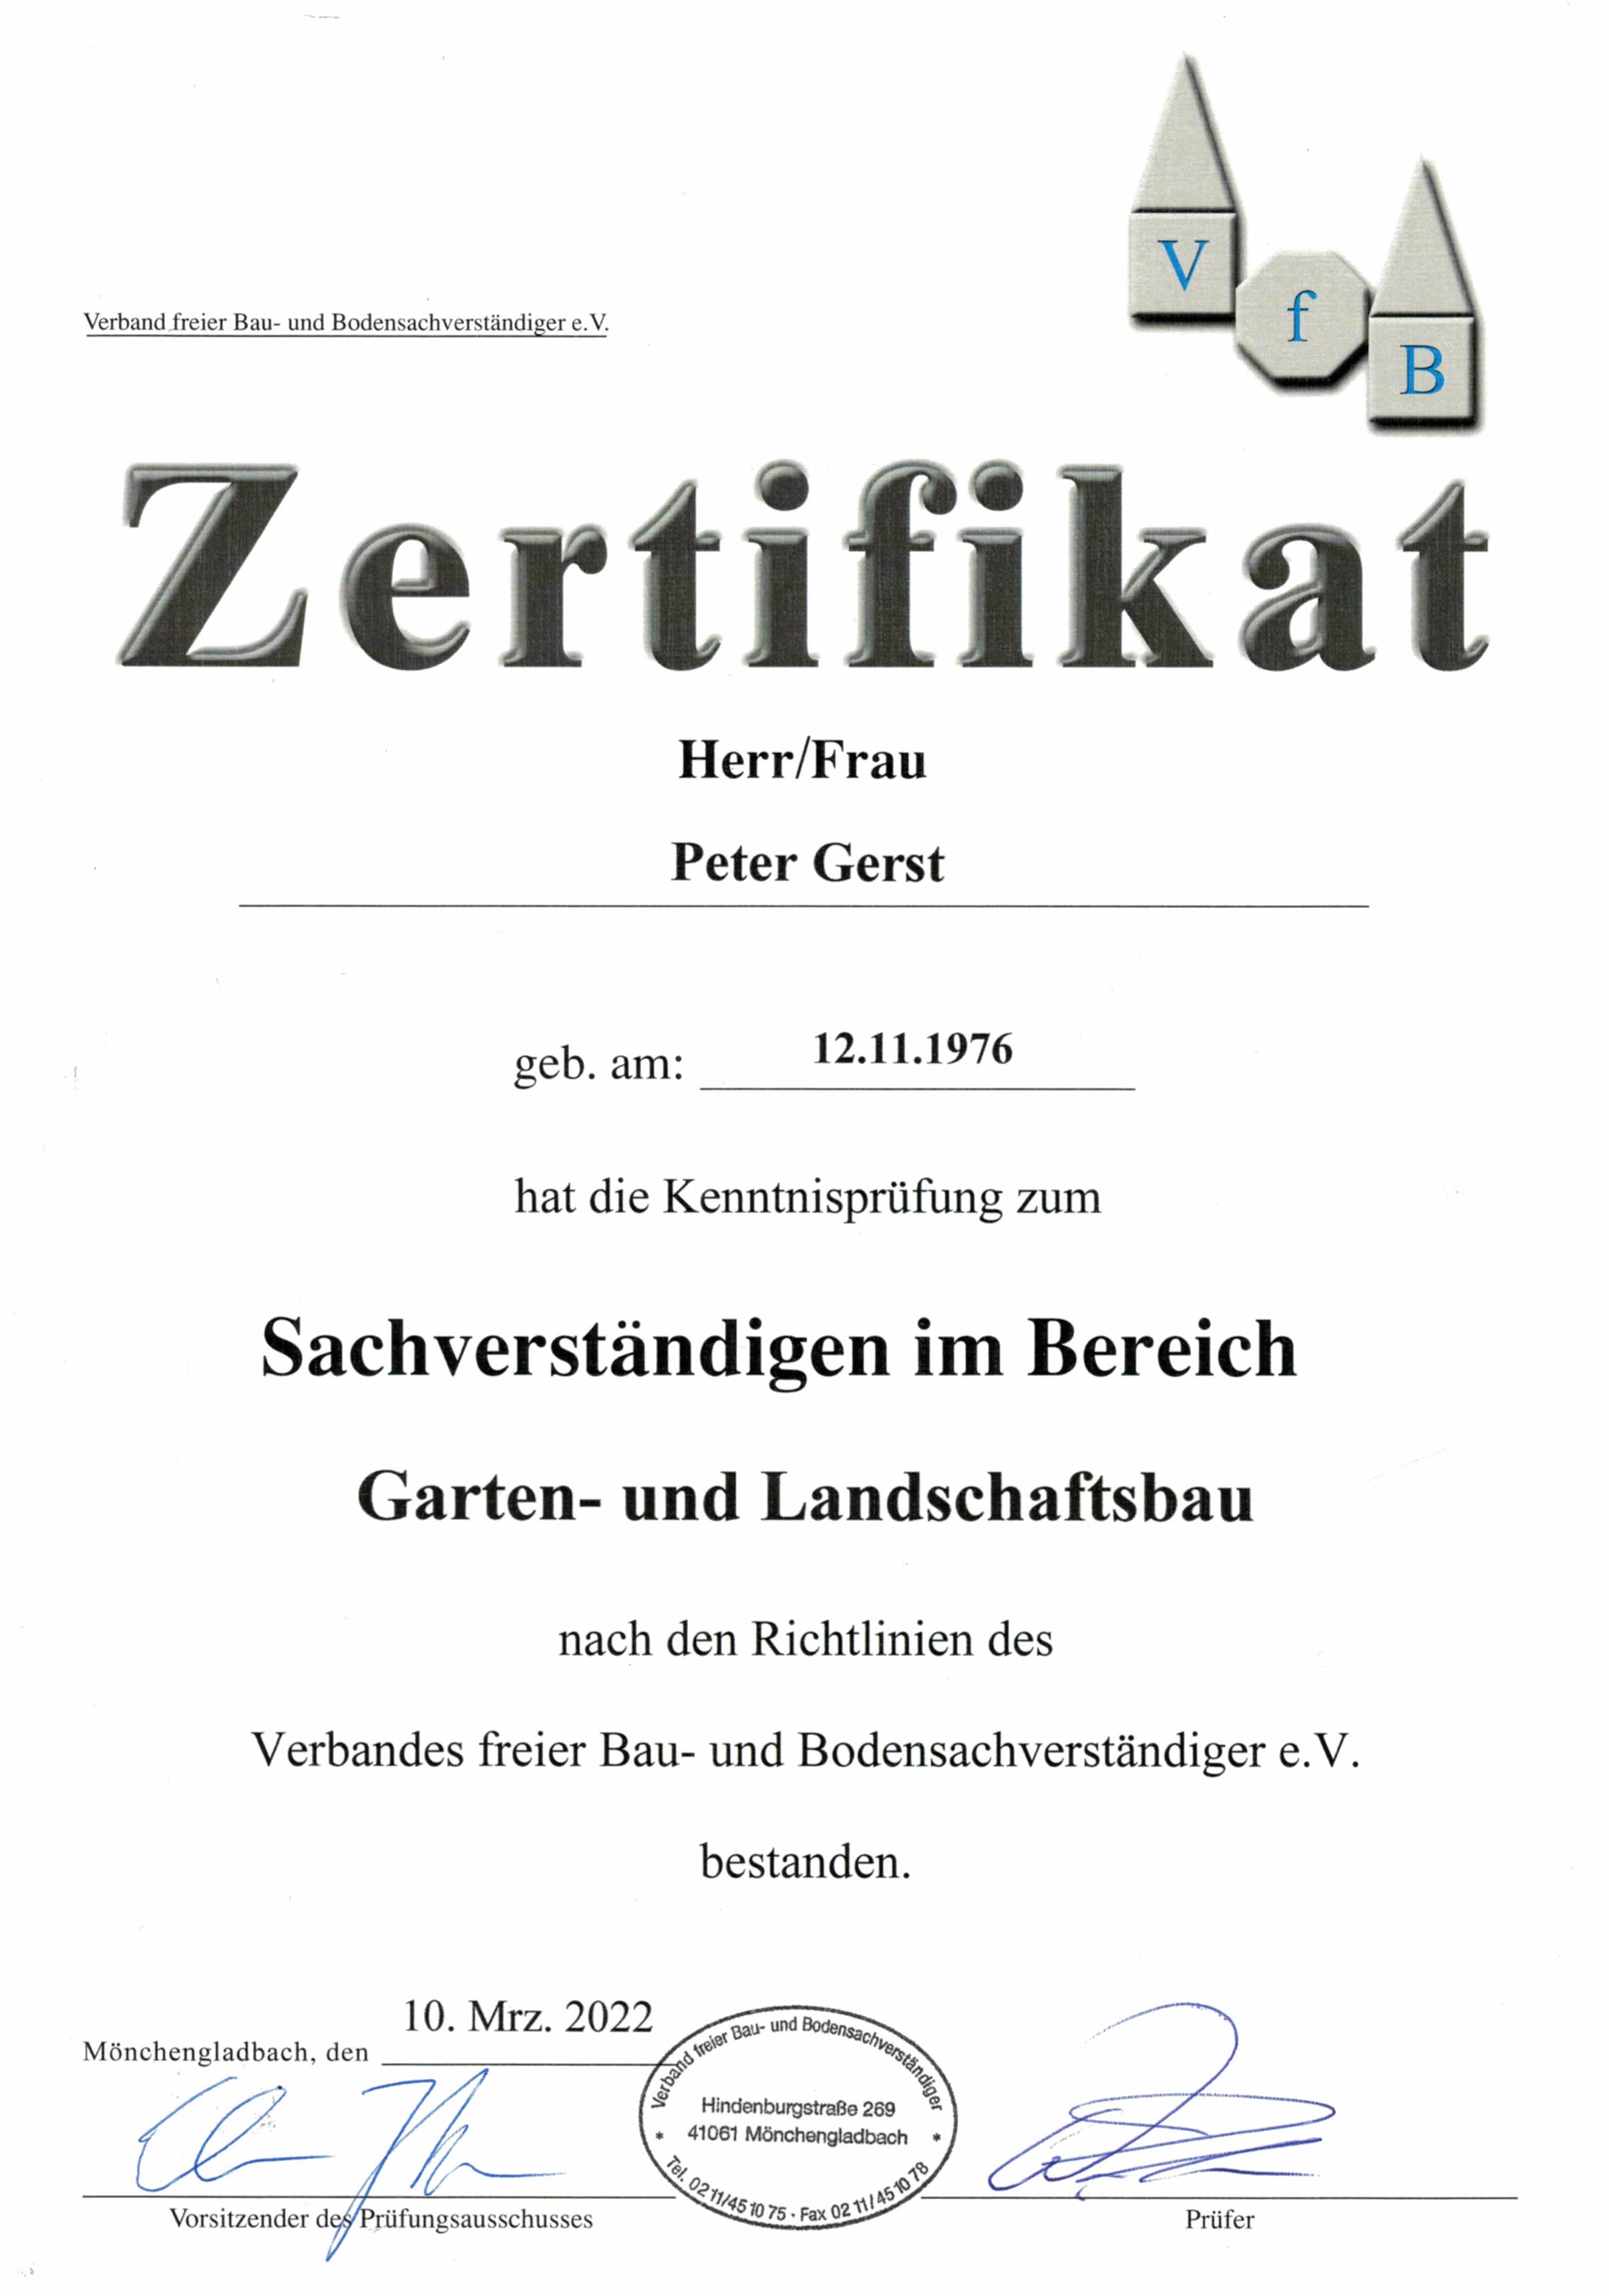 V
f
B
Verband freier Bau- und Bodensachverständiger e.V.
Zertifikat
Herr/Frau
Peter Gerst
geb. am: 12.11.1976
hat die Kenntnisprüfung zum
Sachverständigen im Bereich
Garten- und Landschaftsbau
nach den Richtlinien des
Verbandes freier Bau- und Bodensachverständiger e.V.
bestanden.
Mönchengladbach, den 10. Mrz. 2022
Verband freier Bau- und Bodensachverständiger
Hindenburgstraße 269
* 41061 Mönchengladbach *
Tel. 02 11/45 10 75 · Fax 02 11/45 10 78
Vorsitzender des Prüfungsausschusses
Prüfer